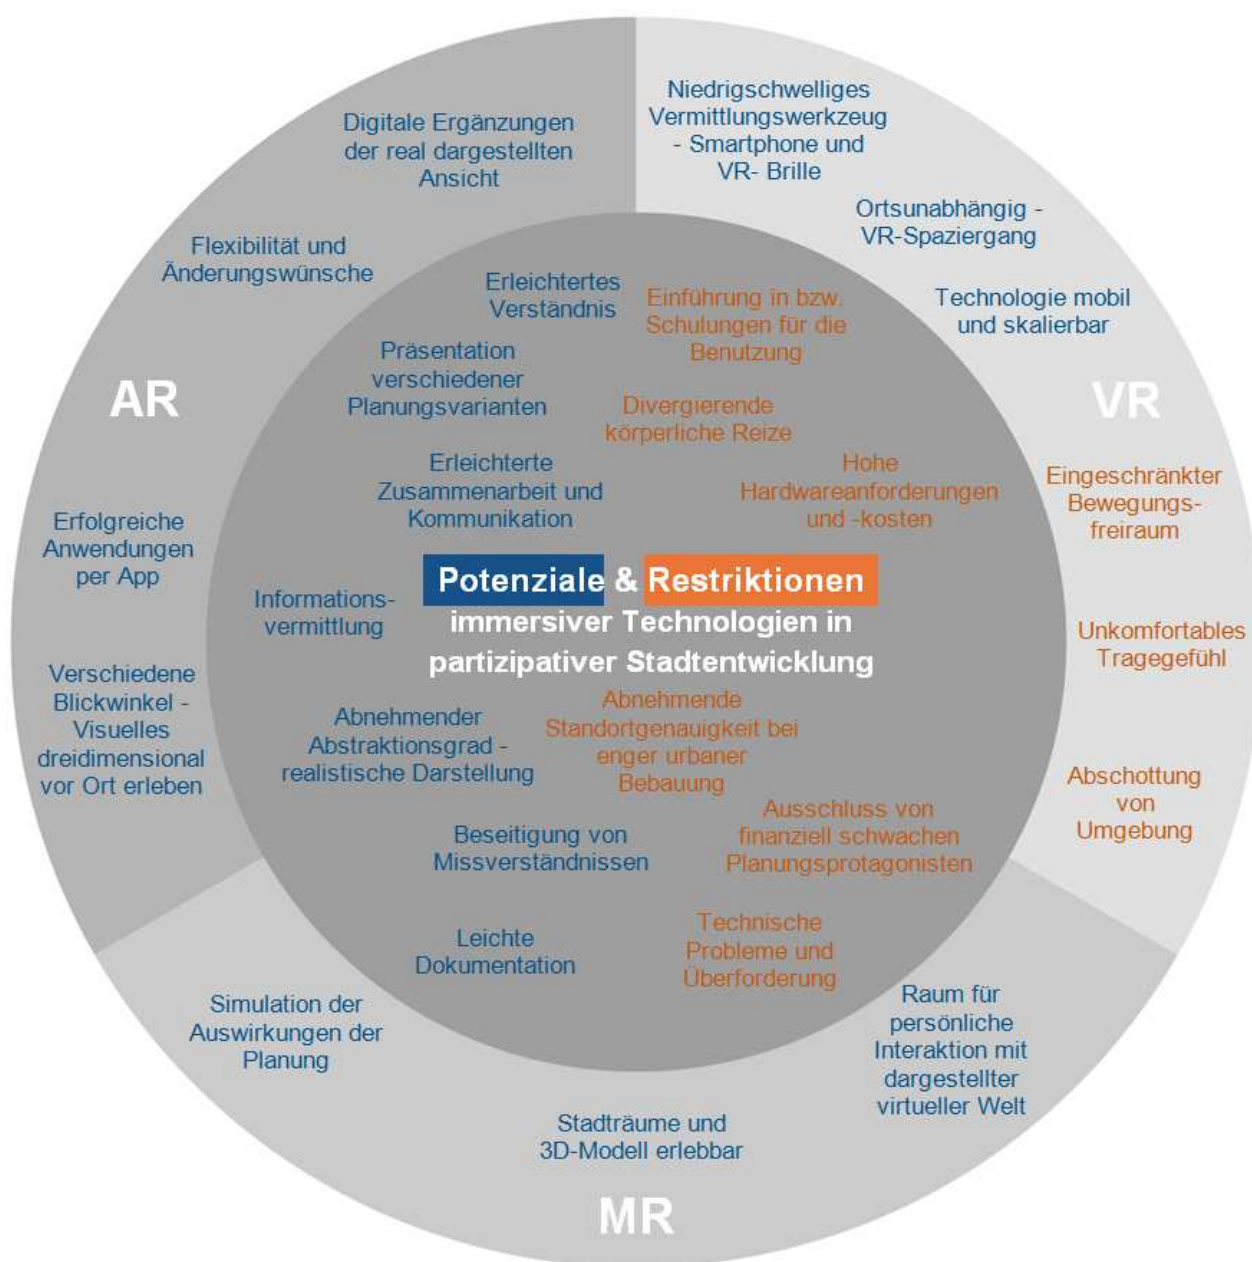 Digitale Ergänzungen
der real dargestellten
Ansicht
Flexibilität und
Änderungswünsche
AR
Erfolgreiche
Anwendungen
per App
Verschiedene
Blickwinkel -
Visuelles
dreidimensional
vor Ort erleben
Niedrigschwelliges
Vermittlungswerkzeug
- Smartphone und
VR- Brille
Ortsunabhängig -
VR-Spaziergang
Technologie mobil
und skalierbar
VR
Eingeschränkter
Bewegungs-
freiraum
Unkomfortables
Tragegefühl
Abschottung
von
Umgebung
Erleichtertes
Verständnis
Präsentation
verschiedener
Planungsvarianten
Erleichterte
Zusammenarbeit und
Kommunikation
Informations-
vermittlung
Einführung in bzw.
Schulungen für die
Benutzung
Divergierende
körperliche Reize
Hohe
Hardwareanforderungen
und -kosten
Potenziale & Restriktionen
immersiver Technologien in
partizipativer Stadtentwicklung
Abnehmender
Abstraktionsgrad -
realistische Darstellung
Beseitigung von
Missverständnissen
Leichte
Dokumentation
Abnehmende
Standortgenauigkeit bei
enger urbaner
Bebauung
Ausschluss von
finanziell schwachen
Planungsprotagonisten
Technische
Probleme und
Überforderung
Simulation der
Auswirkungen der
Planung
Stadträume und
3D-Modell erlebbar
Raum für
persönliche
Interaktion mit
dargestellter
virtueller Welt
MR